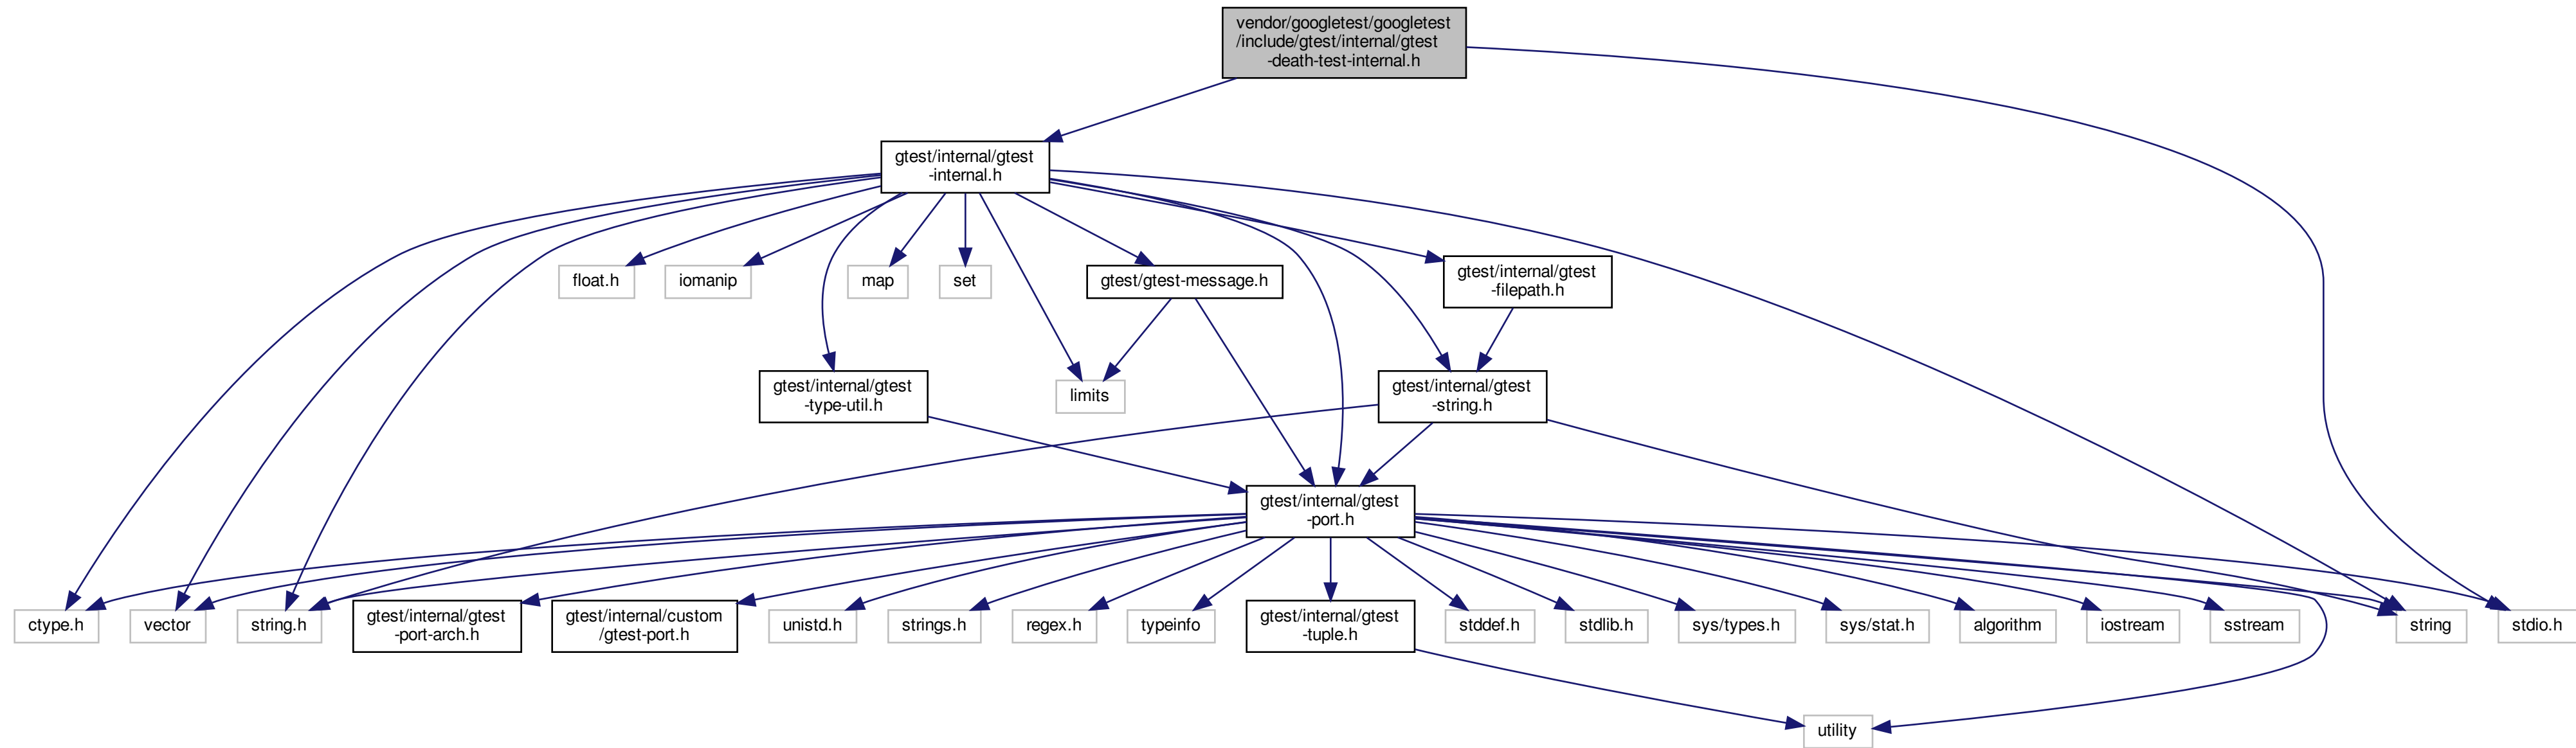 vendor/googletest/googletest
/include/gtest/internal/gtest
-death-test-internal.h
gtest/internal/gtest
-internal.h
float.h
iomanip
map
set
gtest/gtest-message.h
gtest/internal/gtest
-filepath.h
gtest/internal/gtest
-type-util.h
limits
gtest/internal/gtest
-string.h
gtest/internal/gtest
-port.h
ctype.h
vector
string.h
gtest/internal/gtest
-port-arch.h
gtest/internal/custom
/gtest-port.h
unistd.h
strings.h
regex.h
typeinfo
gtest/internal/gtest
-tuple.h
stddef.h
stdlib.h
sys/types.h
sys/stat.h
algorithm
iostream
sstream
string
stdio.h
utility